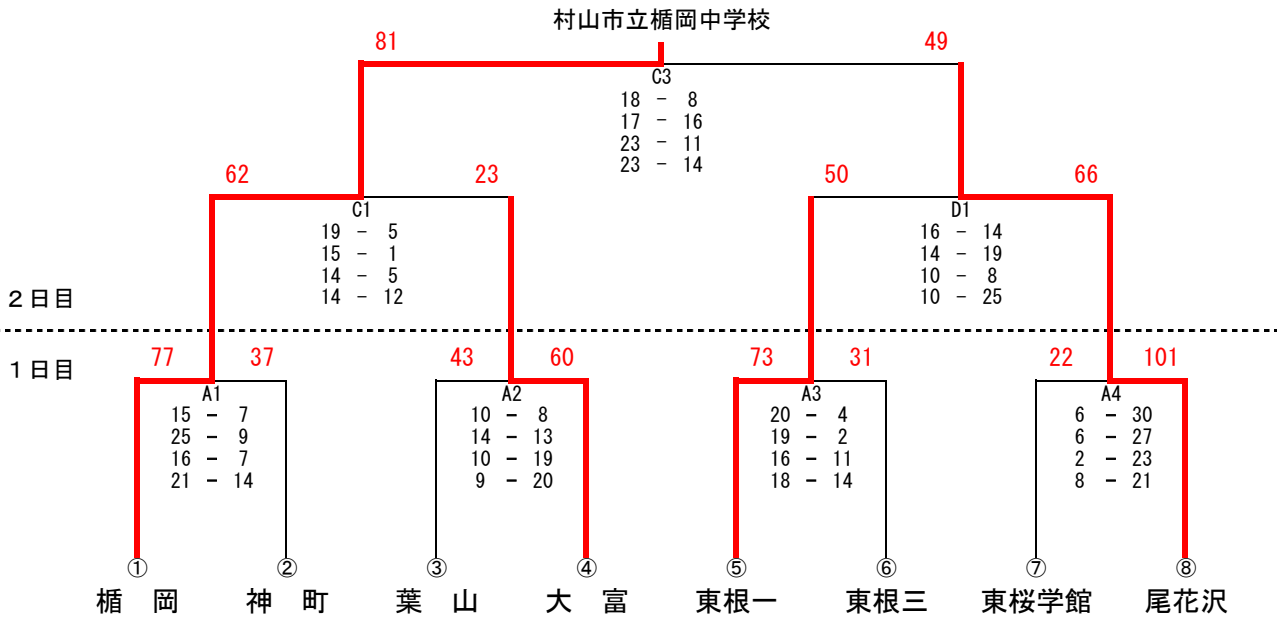 村山市立楯岡中学校
81 49
C3
18 - 8
17 - 16
23 - 11
23 - 14
62 23 50 66
C1 D1
19 - 5 16 - 14
15 - 1 14 - 19
14 - 5 10 - 8
14 - 12 10 - 25
２日目
１日目
77 37 43 60 73 31 22 101
A1 A2 A3 A4
15 - 7 10 - 8 20 - 4 6 - 30
25 - 9 14 - 13 19 - 2 6 - 27
16 - 7 10 - 19 16 - 11 2 - 23
21 - 14 9 - 20 18 - 14 8 - 21
① ② ③ ④ ⑤ ⑥ ⑦ ⑧
楯　岡 神　町 葉　山 大　富 東根一 東根三 東桜学館 尾花沢